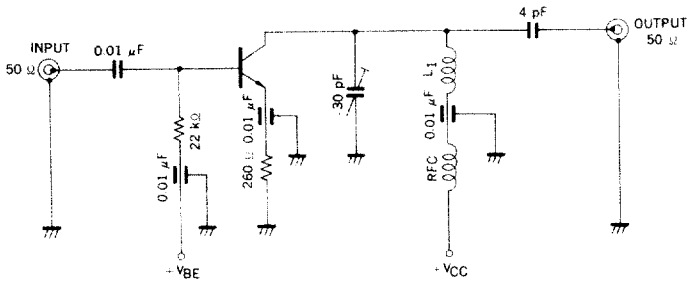 INPUT
50 Ω
0.01 μF
22 kΩ
0.01 μF
+ VBE
0.01 μF
260 Ω
30 pF
L1
0.01 μF
RFC
+ VCC
4 pF
OUTPUT
50 Ω